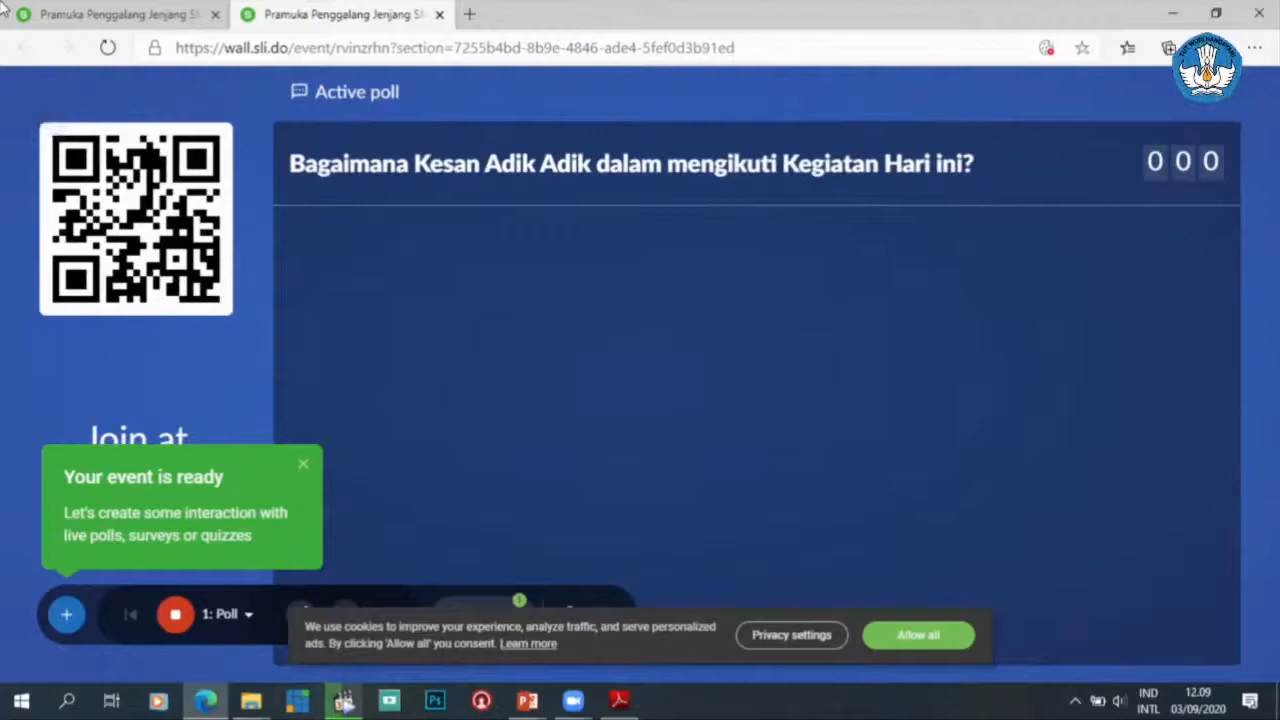 Pramuka Penggalang Jenjang S
Pramuka Penggalang Jenjang S
https://wall.sli.do/event/rvinzrhn?section=7255b4bd-8b9e-4846-ade4-5fef0d3b91ed
Active poll
Bagaimana Kesan Adik Adik dalam mengikuti Kegiatan Hari ini?
0 0 0
Join at
Your event is ready
Let's create some interaction with
live polls, surveys or quizzes
1: Poll
1
We use cookies to improve your experience, analyze traffic, and serve personalized
ads. By clicking 'Allow all' you consent. Learn more
Privacy settings
Allow all
Ps
IND
INTL
12.09
03/09/2020